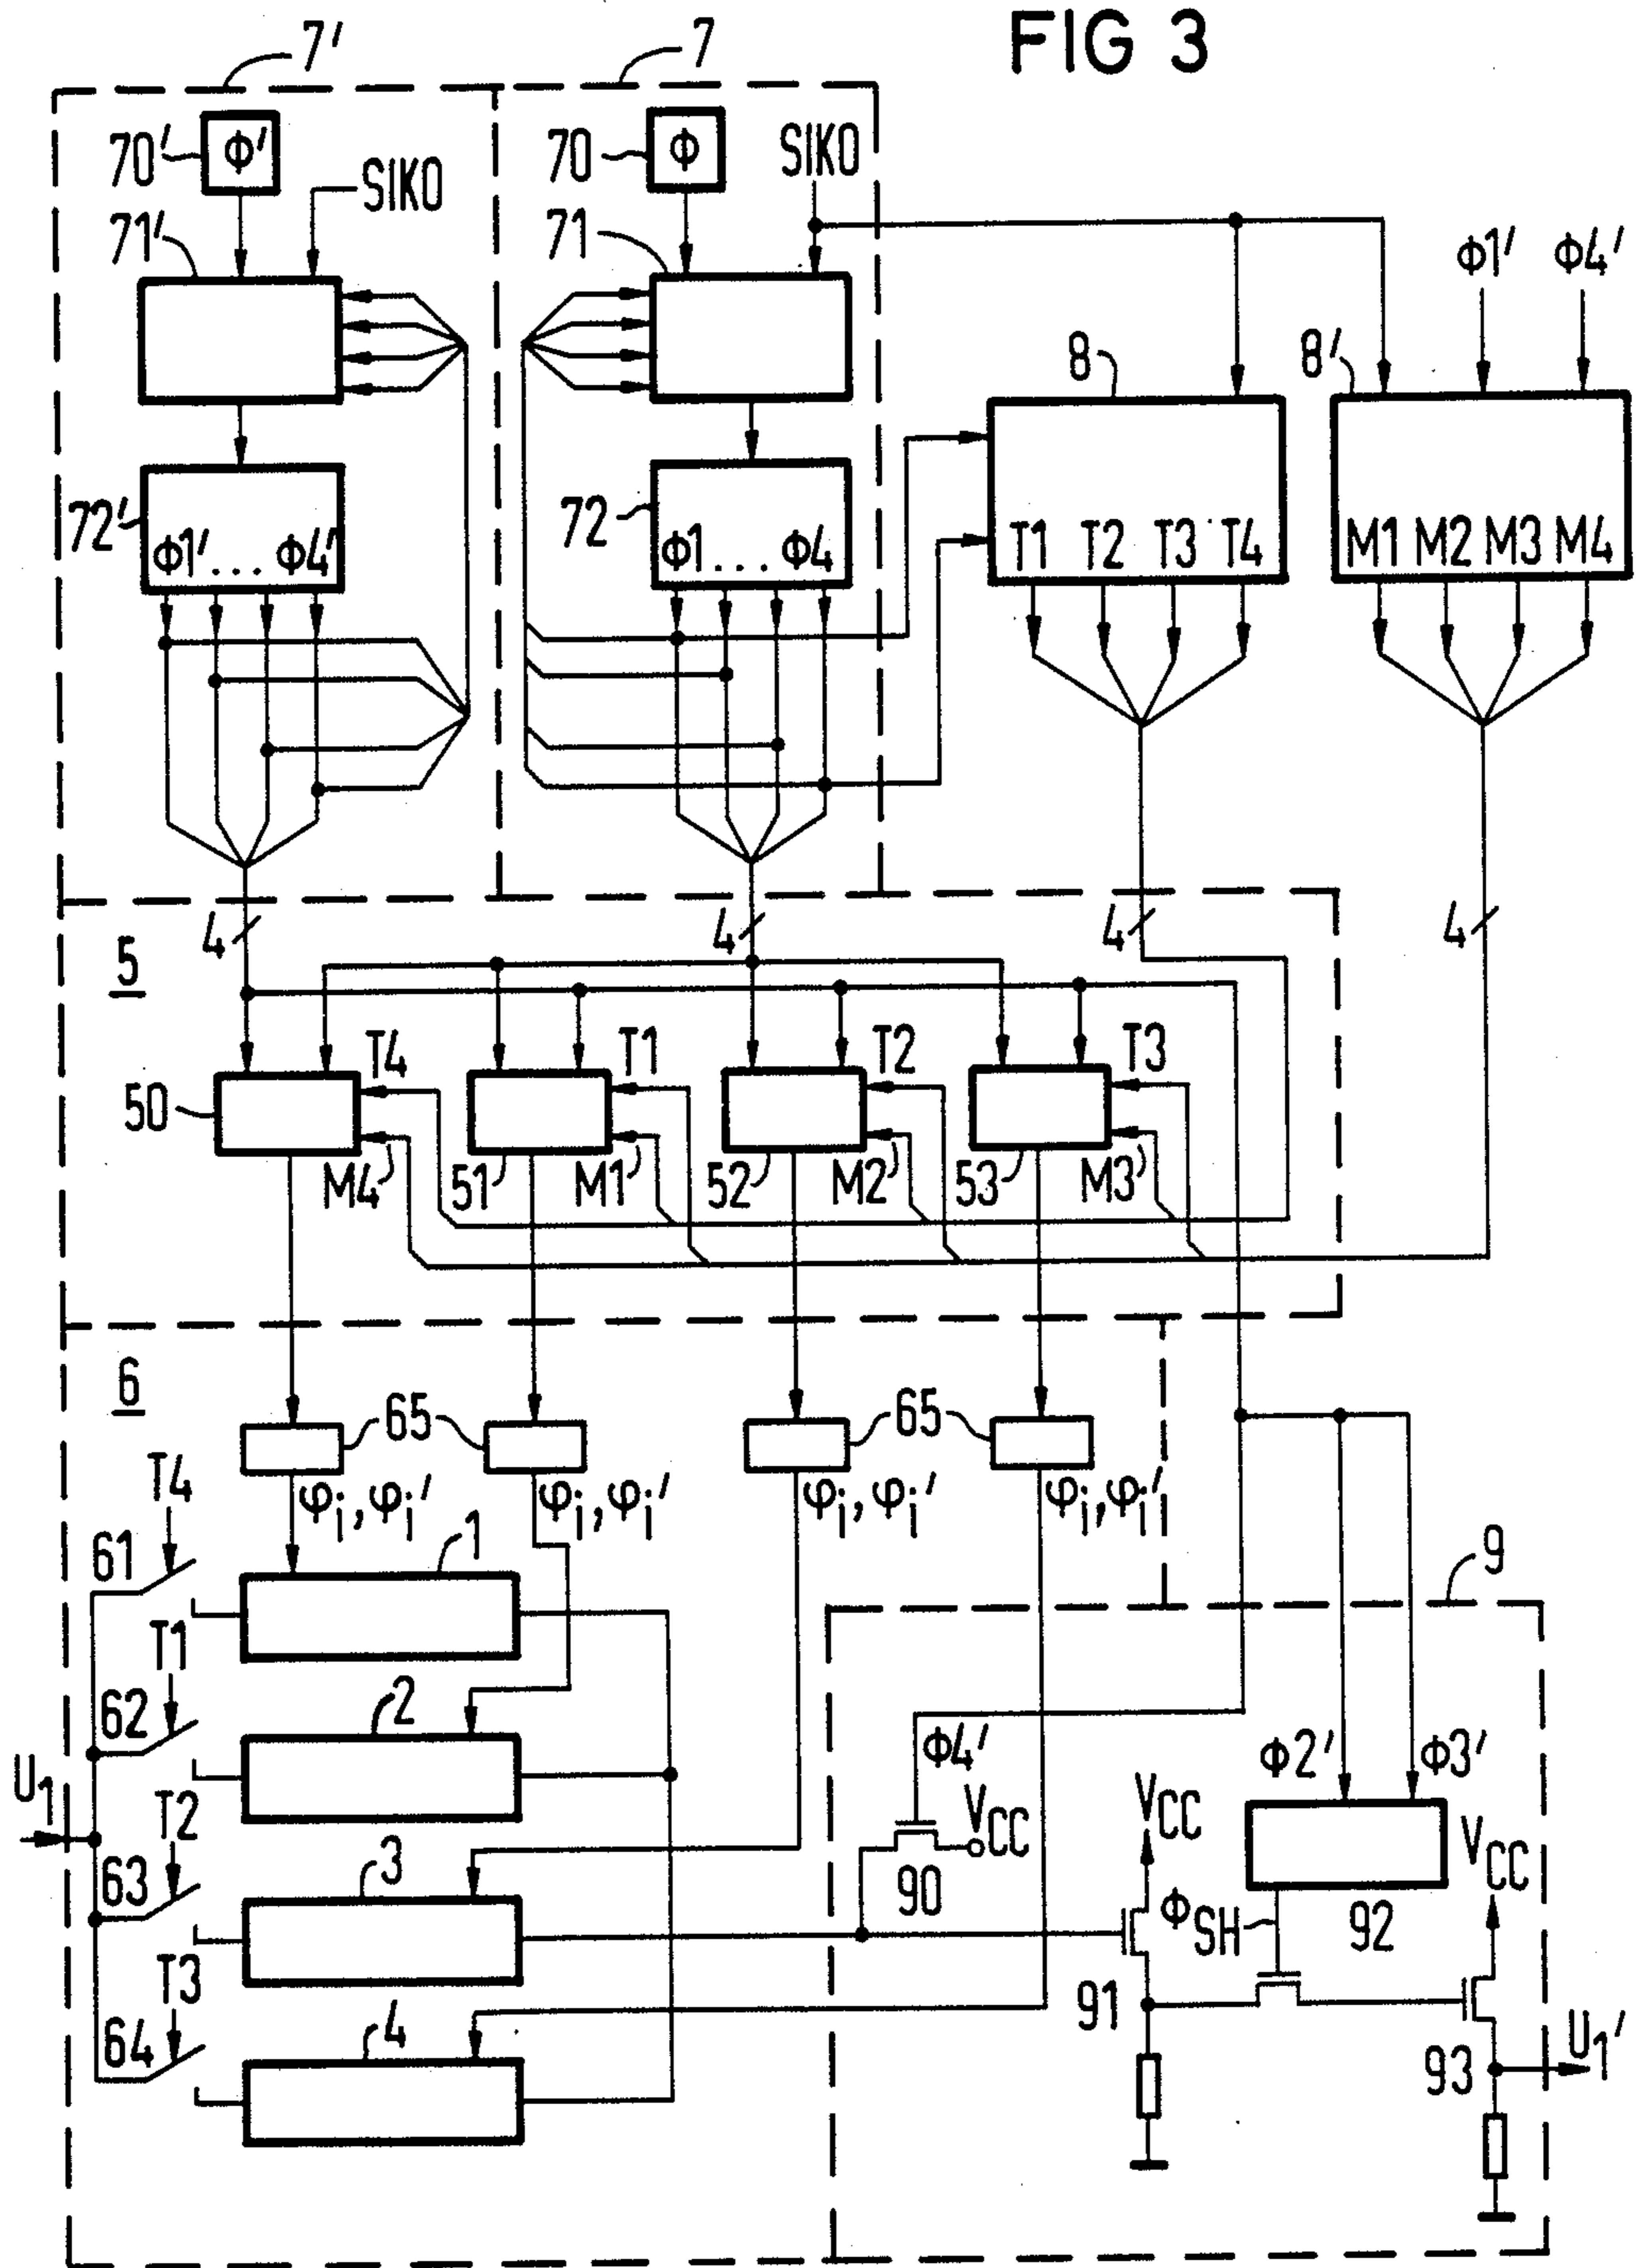 FIG 3
7' 7
70' Φ' SIKO 70 Φ SIKO
71' 71
Φ1' Φ4'
8 8'
72' Φ1'... Φ4' 72 Φ1... Φ4
T1 T2 T3 T4 M1 M2 M3 M4
4 4 4 4
5
T4 T1 T2 T3
50
M4 51 M1 52 M2 53 M3
6
65 65
φi,φi' φi,φi' φi,φi' φi,φi'
T4
61 1 9
T1
62 2
Φ4' Φ2' Φ3'
U1 VCC VCC VCC
T2
63 3 90 ΦSH 92
T3
64 4 91 93 U1'